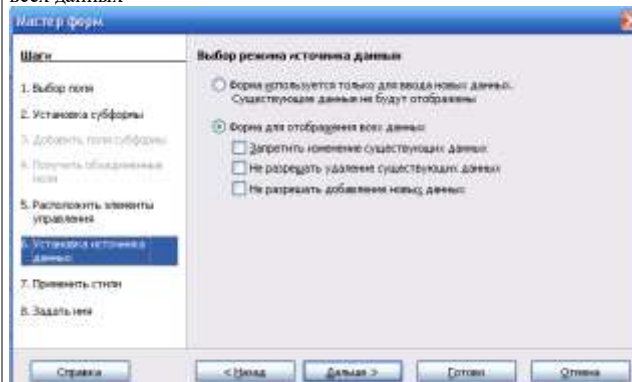 всех данных
Мастер форм
Шаги
1. Выбор поля
2. Установка субформы
3. Добавить поля субформы
4. Получить объединенные
поля
5. Расположить элементы
управления
6. Установка источника
данных
7. Применить стили
8. Задать имя
Выбор режима источника данных
Форма используется только для ввода новых данных.
Существующие данные не будут отображены
Форма для отображения всех данных
Запретить изменение существующих данных
Не разрешать удаление существующих данных
Не разрешать добавление новых данных
Справка
< Назад
Дальше >
Готово
Отмена